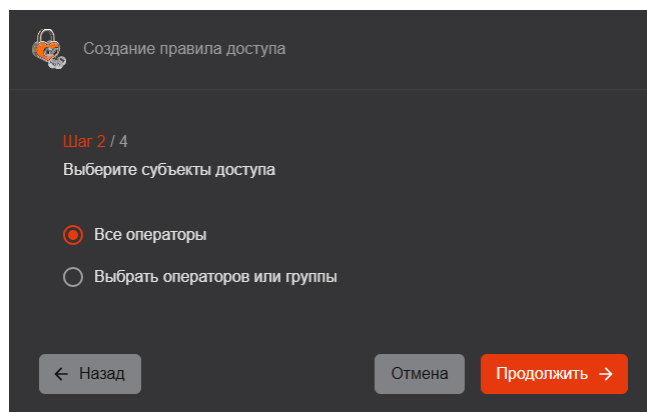 Создание правила доступа
Шаг 2 / 4
Выберите субъекты доступа
Все операторы
Выбрать операторов или группы
Назад
Отмена
Продолжить